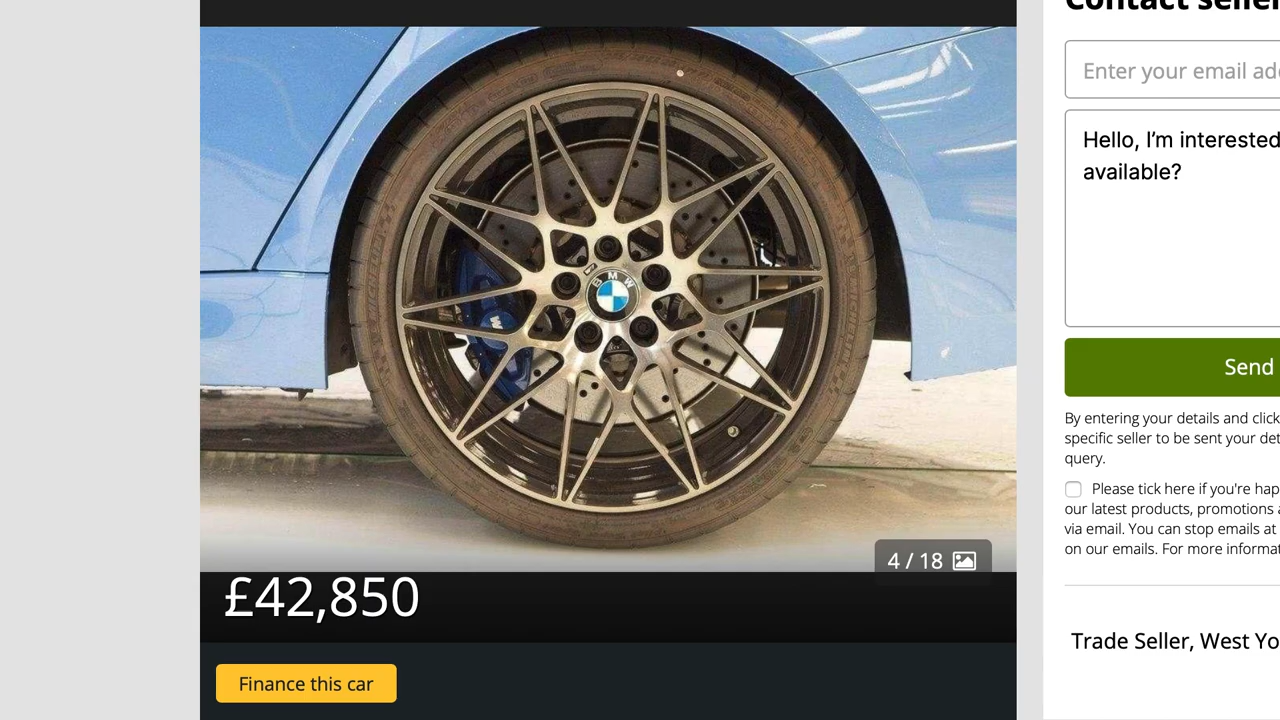 Contact seller
Enter your email add
Hello, I’m interested
available?
Send
By entering your details and click
specific seller to be sent your det
query.
Please tick here if you're hap
our latest products, promotions a
via email. You can stop emails at
on our emails. For more informat
Trade Seller, West Yo
BMW
4 / 18
£42,850
Finance this car